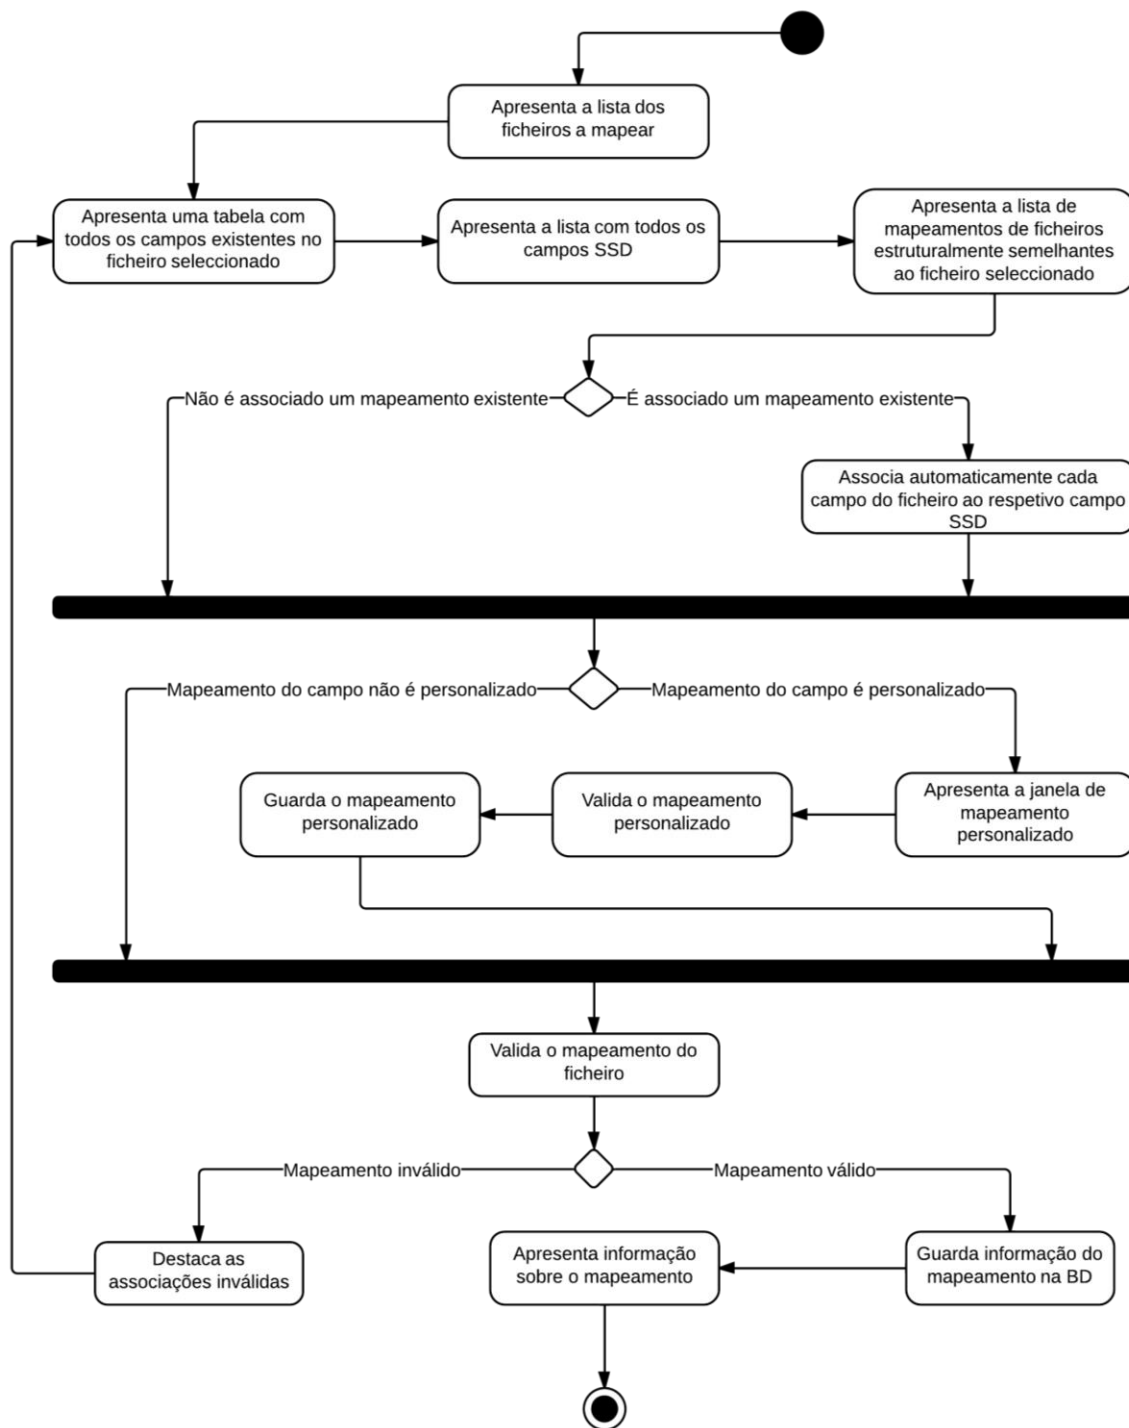 Apresenta a lista dos
ficheiros a mapear
Apresenta uma tabela com
todos os campos existentes no
ficheiro seleccionado
Apresenta a lista com todos os
campos SSD
Apresenta a lista de
mapeamentos de ficheiros
estruturalmente semelhantes
ao ficheiro seleccionado
Não é associado um mapeamento existente
É associado um mapeamento existente
Associa automaticamente cada
campo do ficheiro ao respetivo campo
SSD
Mapeamento do campo não é personalizado
Mapeamento do campo é personalizado
Guarda o mapeamento
personalizado
Valida o mapeamento
personalizado
Apresenta a janela de
mapeamento
personalizado
Valida o mapeamento do
ficheiro
Mapeamento inválido
Mapeamento válido
Destaca as
associações inválidas
Apresenta informação
sobre o mapeamento
Guarda informação do
mapeamento na BD